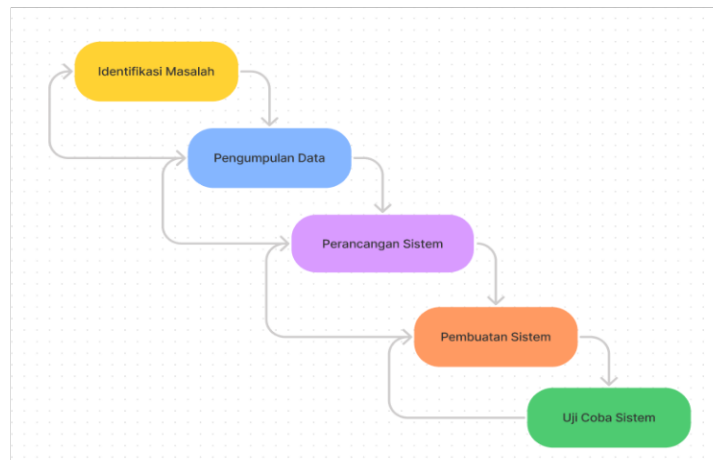 Identifikasi Masalah
Pengumpulan Data
Perancangan Sistem
Pembuatan Sistem
Uji Coba Sistem